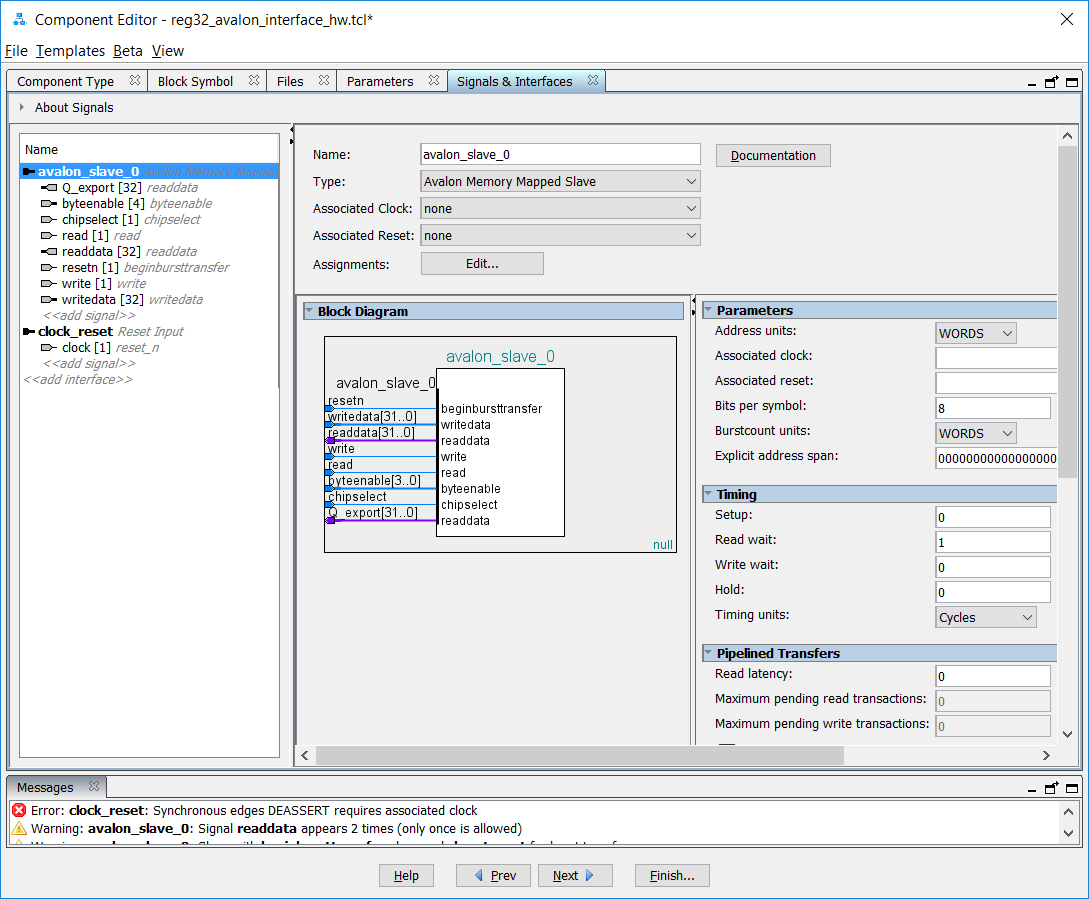 Component Editor - reg32_avalon_interface_hw.tcl*
File Templates Beta View
Component Type Block Symbol Files Parameters Signals & Interfaces
About Signals
Name
avalon_slave_0 Avalon Memory Mappe
Q_export [32] readdata
byteenable [4] byteenable
chipselect [1] chipselect
read [1] read
readdata [32] readdata
resetn [1] beginbursttransfer
write [1] write
writedata [32] writedata
<<add signal>>
clock_reset Reset Input
clock [1] reset_n
<<add signal>>
<<add interface>>
Name: avalon_slave_0 Documentation
Type: Avalon Memory Mapped Slave
Associated Clock: none
Associated Reset: none
Assignments: Edit...
Block Diagram
avalon_slave_0
avalon_slave_0
resetn
beginbursttransfer
writedata[31..0]
writedata
readdata[31..0]
readdata
write
write
read
read
byteenable[3..0]
byteenable
chipselect
chipselect
Q_export[31..0]
readdata
null
Parameters
Address units: WORDS
Associated clock:
Associated reset:
Bits per symbol: 8
Burstcount units: WORDS
Explicit address span: 00000000000000000
Timing
Setup: 0
Read wait: 1
Write wait: 0
Hold: 0
Timing units: Cycles
Pipelined Transfers
Read latency: 0
Maximum pending read transactions: 0
Maximum pending write transactions: 0
Messages
Error: clock_reset: Synchronous edges DEASSERT requires associated clock
Warning: avalon_slave_0: Signal readdata appears 2 times (only once is allowed)
Help Prev Next Finish...